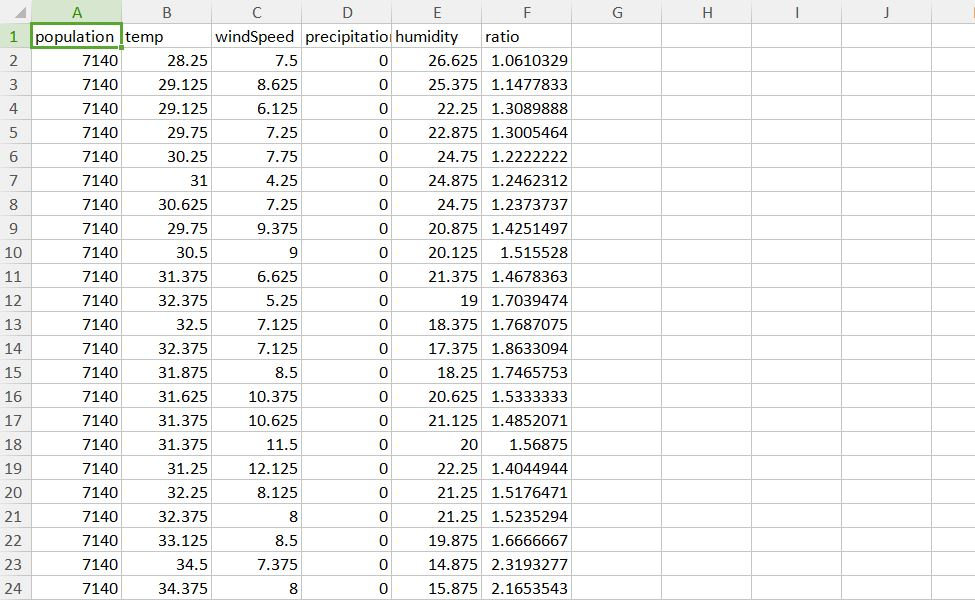 A B C D E F G H I J
1 population temp windSpeed precipitation humidity ratio
2 7140 28.25 7.5 0 26.625 1.0610329
3 7140 29.125 8.625 0 25.375 1.1477833
4 7140 29.125 6.125 0 22.25 1.3089888
5 7140 29.75 7.25 0 22.875 1.3005464
6 7140 30.25 7.75 0 24.75 1.2222222
7 7140 31 4.25 0 24.875 1.2462312
8 7140 30.625 7.25 0 24.75 1.2373737
9 7140 29.75 9.375 0 20.875 1.4251497
10 7140 30.5 9 0 20.125 1.515528
11 7140 31.375 6.625 0 21.375 1.4678363
12 7140 32.375 5.25 0 19 1.7039474
13 7140 32.5 7.125 0 18.375 1.7687075
14 7140 32.375 7.125 0 17.375 1.8633094
15 7140 31.875 8.5 0 18.25 1.7465753
16 7140 31.625 10.375 0 20.625 1.5333333
17 7140 31.375 10.625 0 21.125 1.4852071
18 7140 31.375 11.5 0 20 1.56875
19 7140 31.25 12.125 0 22.25 1.4044944
20 7140 32.25 8.125 0 21.25 1.5176471
21 7140 32.375 8 0 21.25 1.5235294
22 7140 33.125 8.5 0 19.875 1.6666667
23 7140 34.5 7.375 0 14.875 2.3193277
24 7140 34.375 8 0 15.875 2.1653543